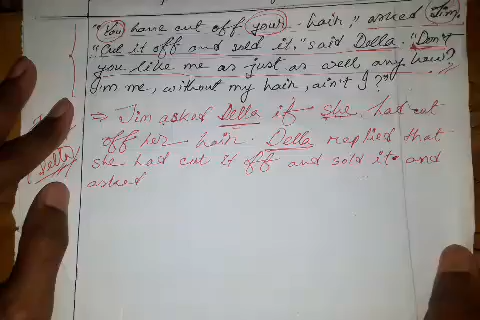 "You have cut off your hair," asked Jim.
"Cut it off and sold it," said Della. "Don't
you like me as just as well any how?
I'm me, without my hair, ain't I?"
⇒ Jim asked Della if she had cut
off her hair. Della replied that
she had cut it off and sold it and
asked
Della